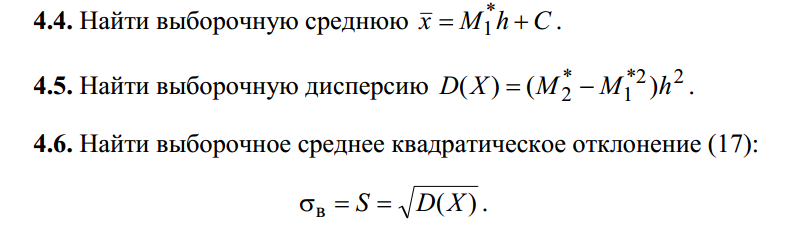 4.4. Найти выборочную среднюю x̄ = M₁*h + C.
4.5. Найти выборочную дисперсию D(X) = (M₂* − M₁*²)h².
4.6. Найти выборочное среднее квадратическое отклонение (17):
σ_в = S = √D(X).